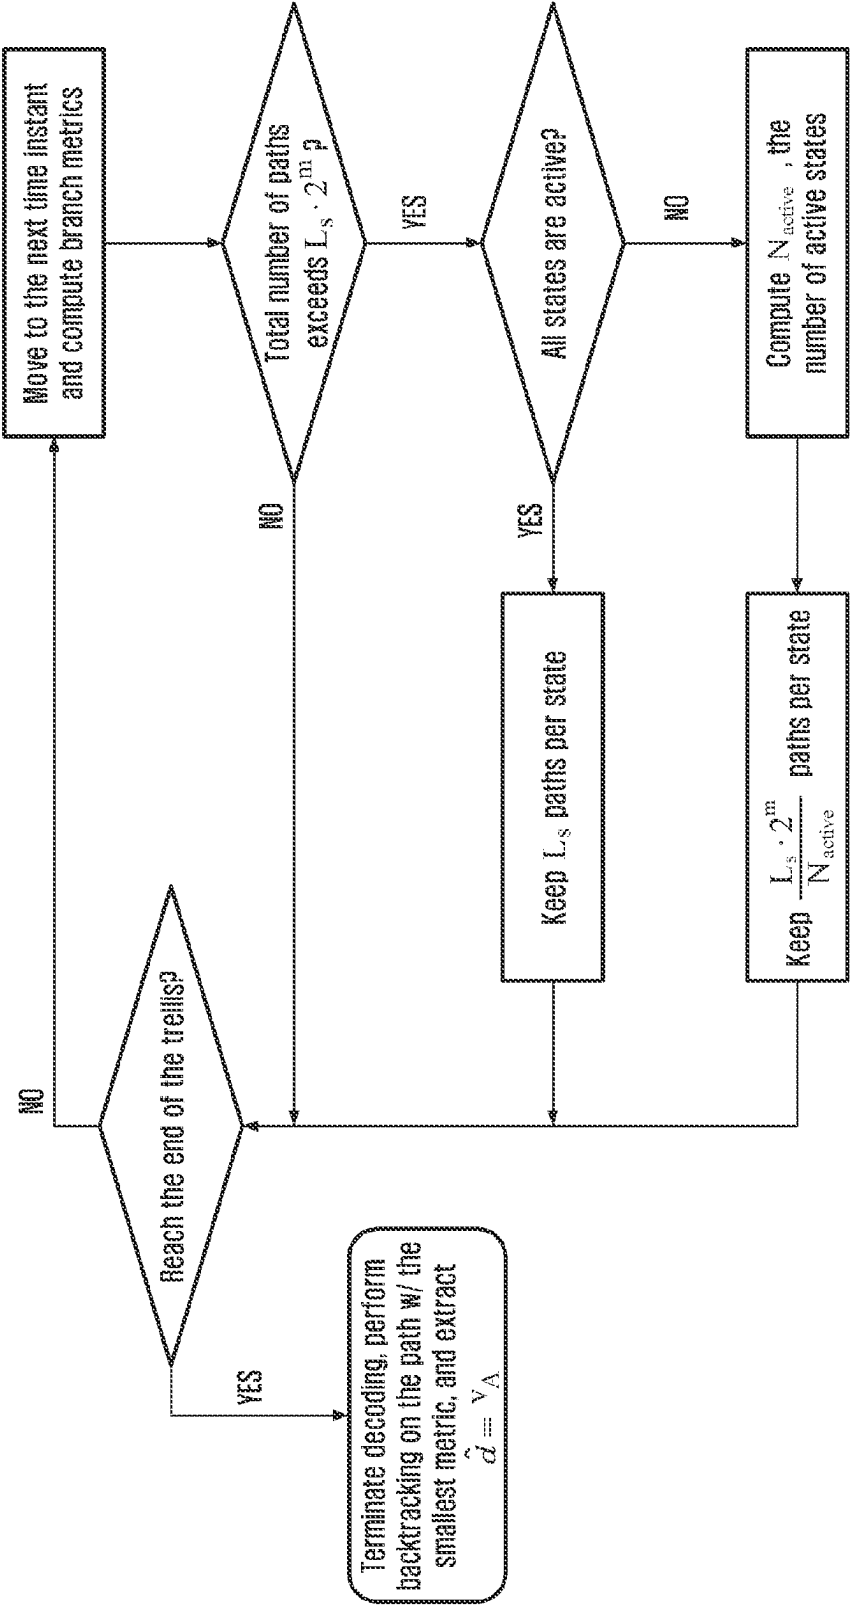 Move to the next time instant
and compute branch metrics
Total number of paths
exceeds L_s · 2^m ?
NO
YES
All states are active?
YES
NO
Compute N_active , the
number of active states
Keep L_s paths per state
Keep \frac{L_s · 2^m}{N_active} paths per state
Reach the end of the trellis?
NO
YES
Terminate decoding, perform
backtracking on the path w/ the
smallest metric, and extract
\hat{d} = v_A